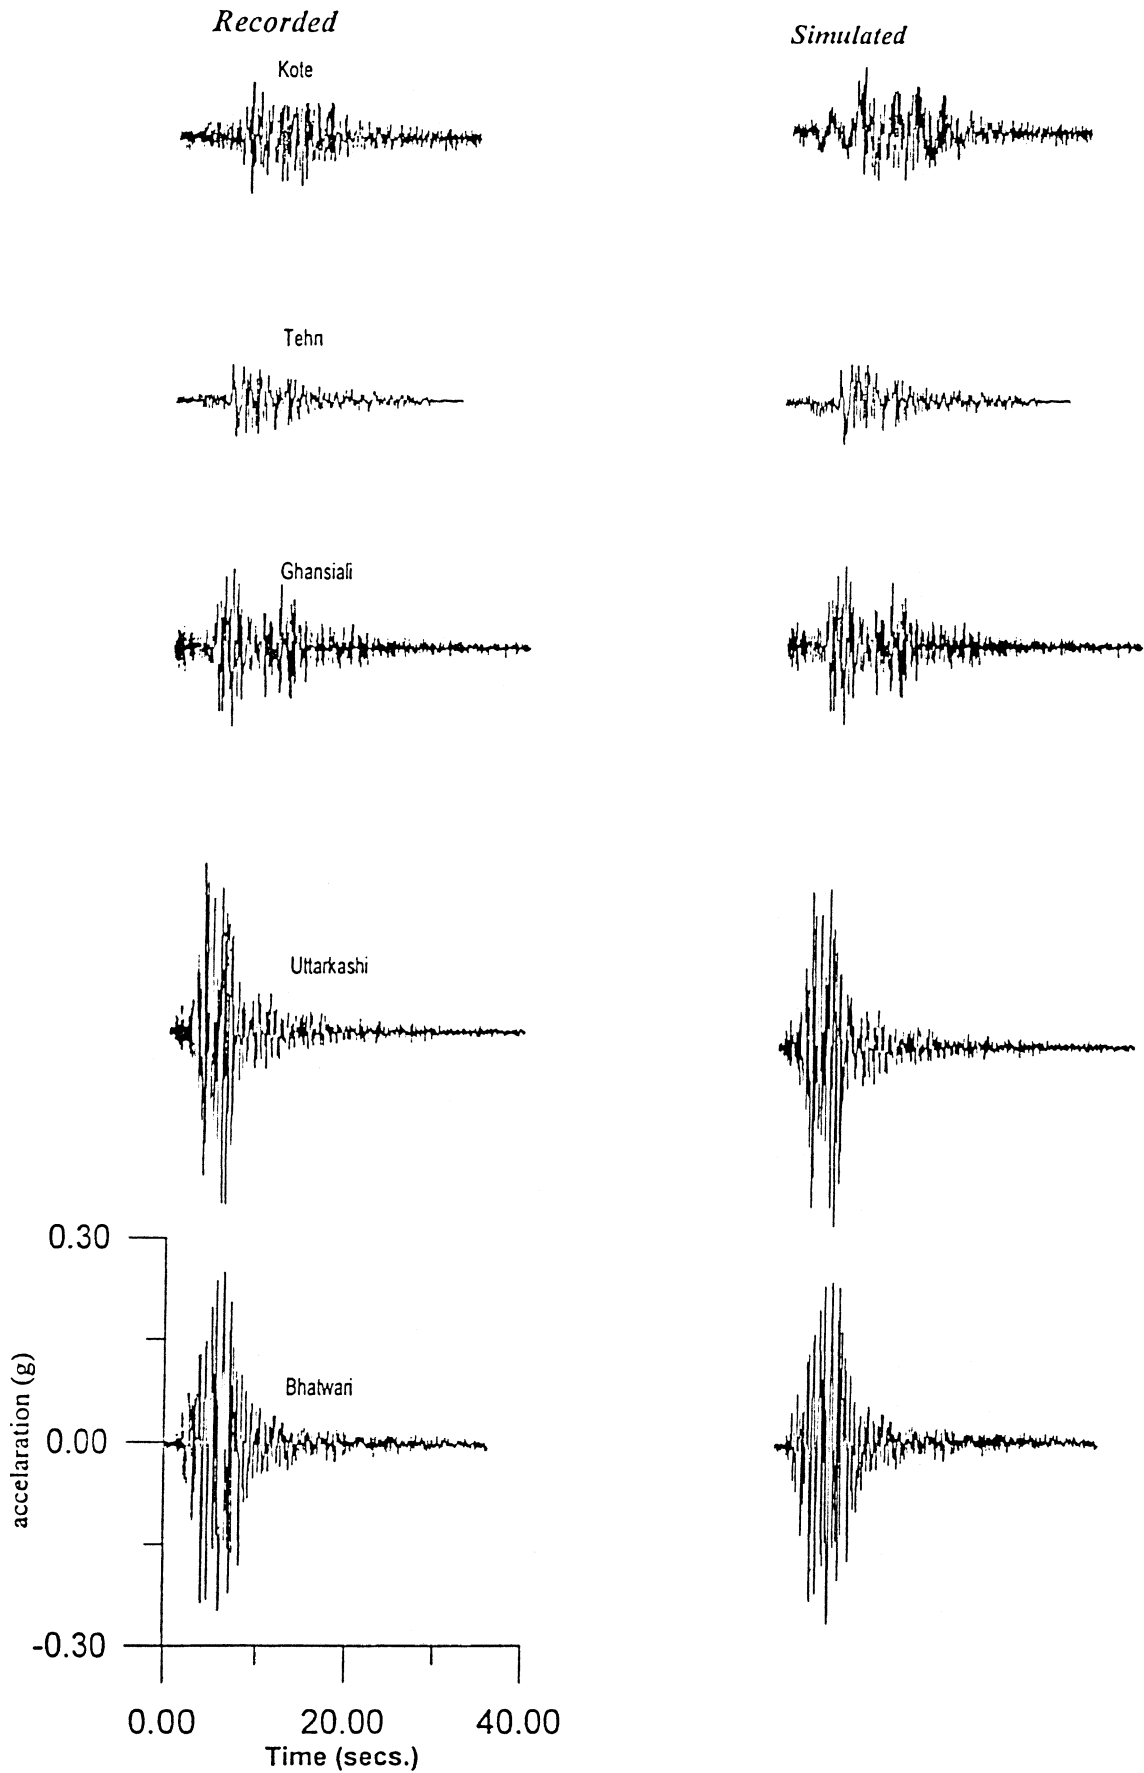 Recorded
Simulated
Kote
Tehri
Ghansiali
Uttarkashi
0.30
Bhatwari
accelaration (g)
0.00
-0.30
0.00 20.00 40.00
Time (secs.)